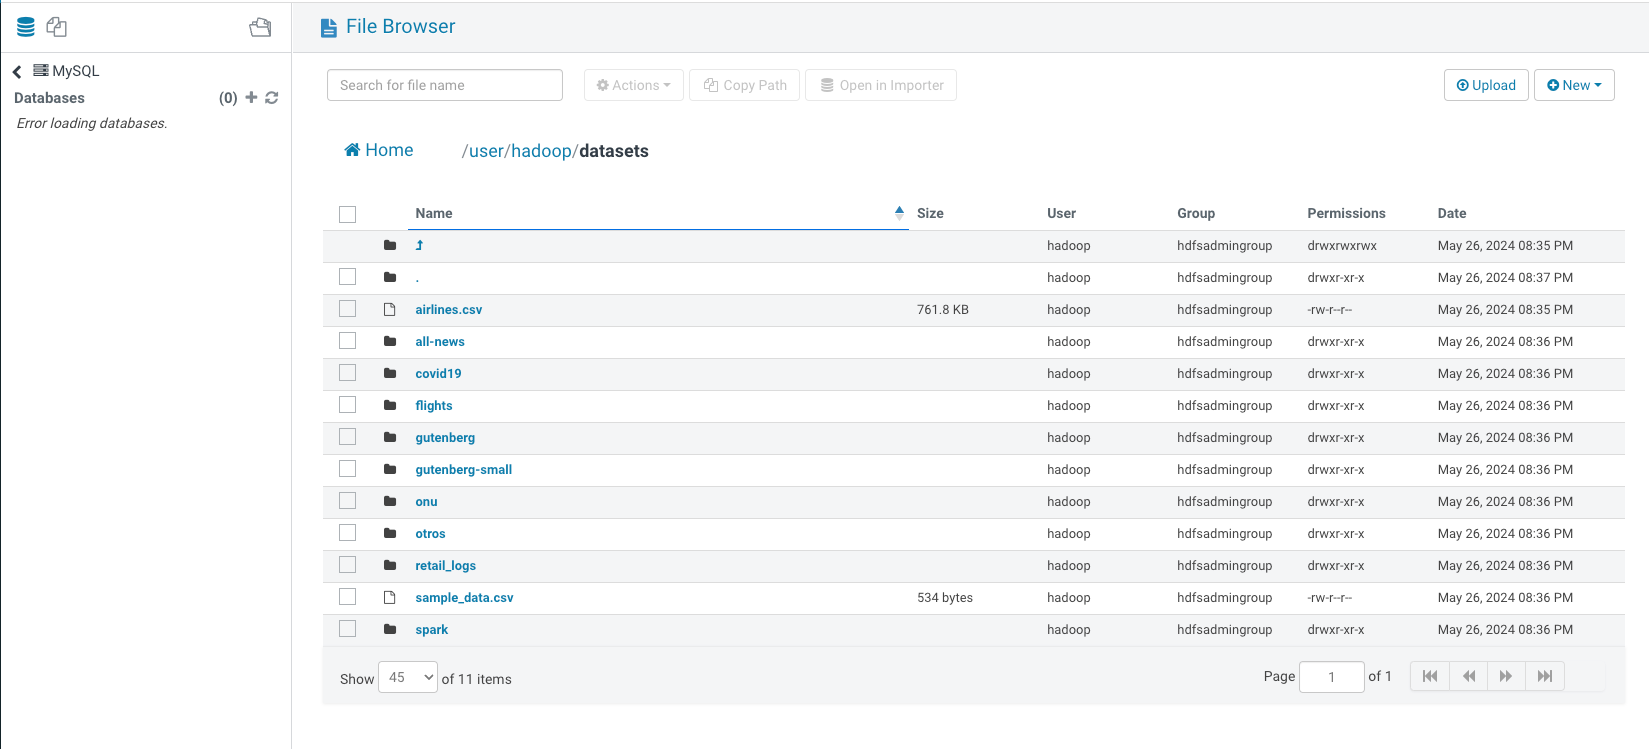 File Browser
MySQL
Databases (0)
Error loading databases.
Search for file name Actions Copy Path Open in Importer Upload New
Home /user/hadoop/datasets
Name Size User Group Permissions Date
hadoop hdfsadmingroup drwxrwxrwx May 26, 2024 08:35 PM
. hadoop hdfsadmingroup drwxr-xr-x May 26, 2024 08:37 PM
airlines.csv 761.8 KB hadoop hdfsadmingroup -rw-r--r-- May 26, 2024 08:35 PM
all-news hadoop hdfsadmingroup drwxr-xr-x May 26, 2024 08:36 PM
covid19 hadoop hdfsadmingroup drwxr-xr-x May 26, 2024 08:36 PM
flights hadoop hdfsadmingroup drwxr-xr-x May 26, 2024 08:36 PM
gutenberg hadoop hdfsadmingroup drwxr-xr-x May 26, 2024 08:36 PM
gutenberg-small hadoop hdfsadmingroup drwxr-xr-x May 26, 2024 08:36 PM
onu hadoop hdfsadmingroup drwxr-xr-x May 26, 2024 08:36 PM
otros hadoop hdfsadmingroup drwxr-xr-x May 26, 2024 08:36 PM
retail_logs hadoop hdfsadmingroup drwxr-xr-x May 26, 2024 08:36 PM
sample_data.csv 534 bytes hadoop hdfsadmingroup -rw-r--r-- May 26, 2024 08:36 PM
spark hadoop hdfsadmingroup drwxr-xr-x May 26, 2024 08:36 PM
Show 45 of 11 items Page 1 of 1